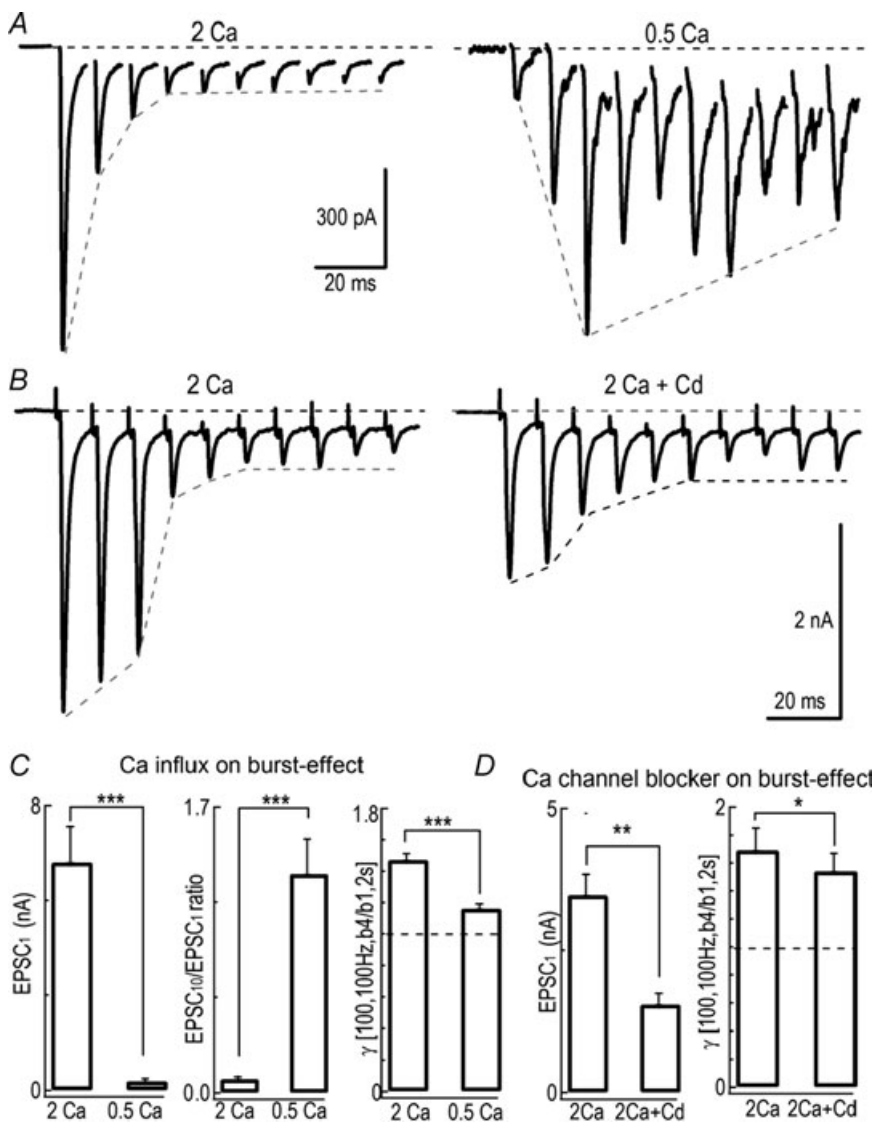 A
2 Ca
0.5 Ca
300 pA
20 ms
B
2 Ca
2 Ca + Cd
2 nA
20 ms
C
Ca influx on burst-effect
D
Ca channel blocker on burst-effect
8
***
EPSC1 (nA)
0
2 Ca 0.5 Ca
1.7
***
EPSC10/EPSC1 ratio
0.0
2 Ca 0.5 Ca
1.8
***
γ [100,100Hz,b4/b1,2s]
0
2 Ca 0.5 Ca
5
**
EPSC1 (nA)
0
2Ca 2Ca+Cd
2
*
γ [100,100Hz,b4/b1,2s]
0
2Ca 2Ca+Cd